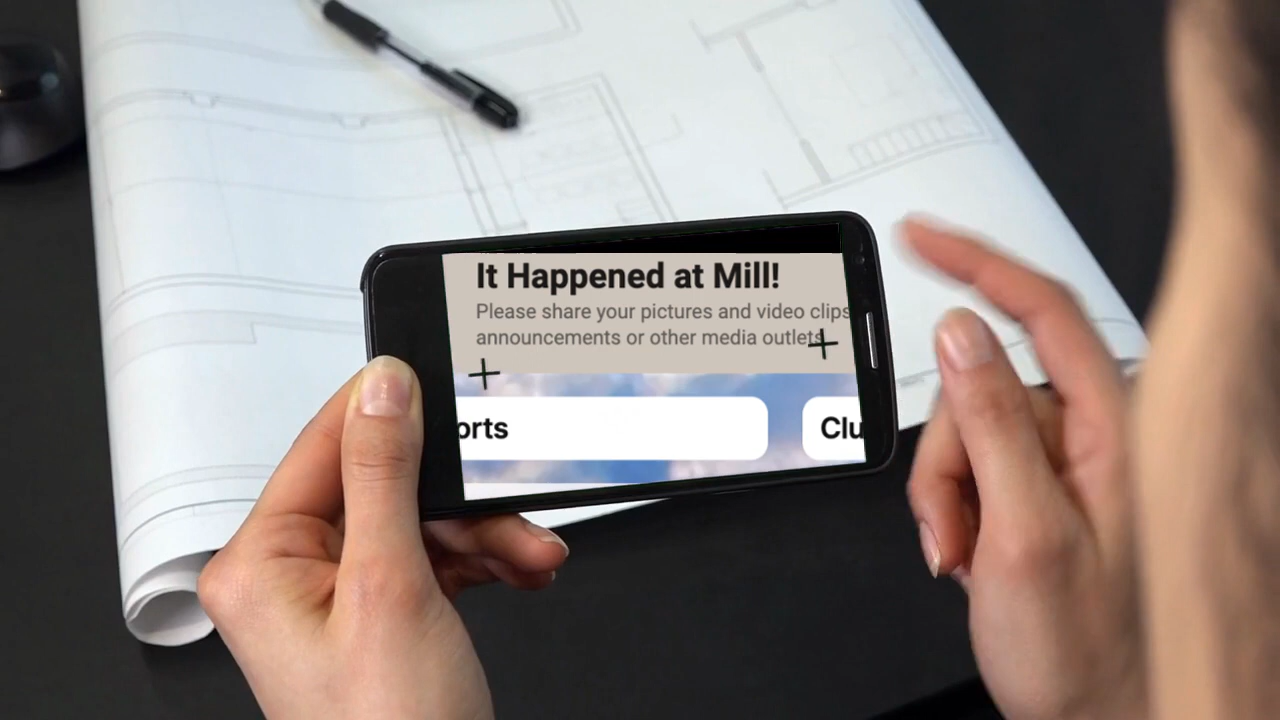 It Happened at Mill!
Please share your pictures and video clips
announcements or other media outlets
orts
Clu